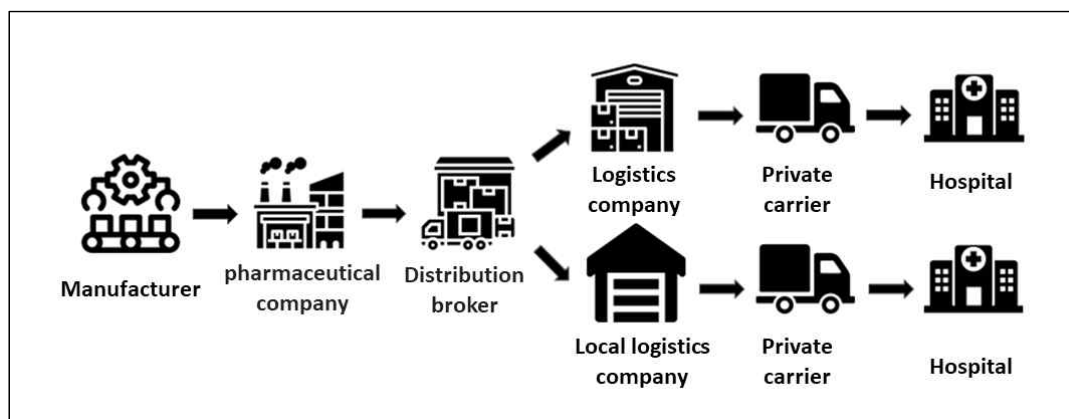 Manufacturer
pharmaceutical
company
Distribution
broker
Logistics
company
Private
carrier
Hospital
Local logistics
company
Private
carrier
Hospital